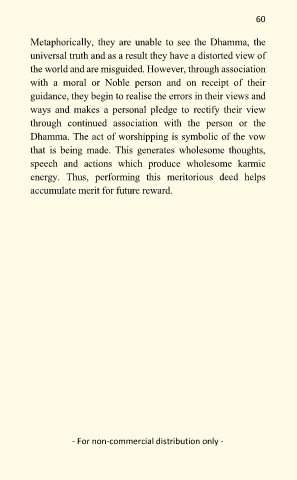 60
Metaphorically, they are unable to see the Dhamma, the
universal truth and as a result they have a distorted view of
the world and are misguided. However, through association
with a moral or Noble person and on receipt of their
guidance, they begin to realise the errors in their views and
ways and makes a personal pledge to rectify their view
through continued association with the person or the
Dhamma. The act of worshipping is symbolic of the vow
that is being made. This generates wholesome thoughts,
speech and actions which produce wholesome karmic
energy. Thus, performing this meritorious deed helps
accumulate merit for future reward.
- For non-commercial distribution only -